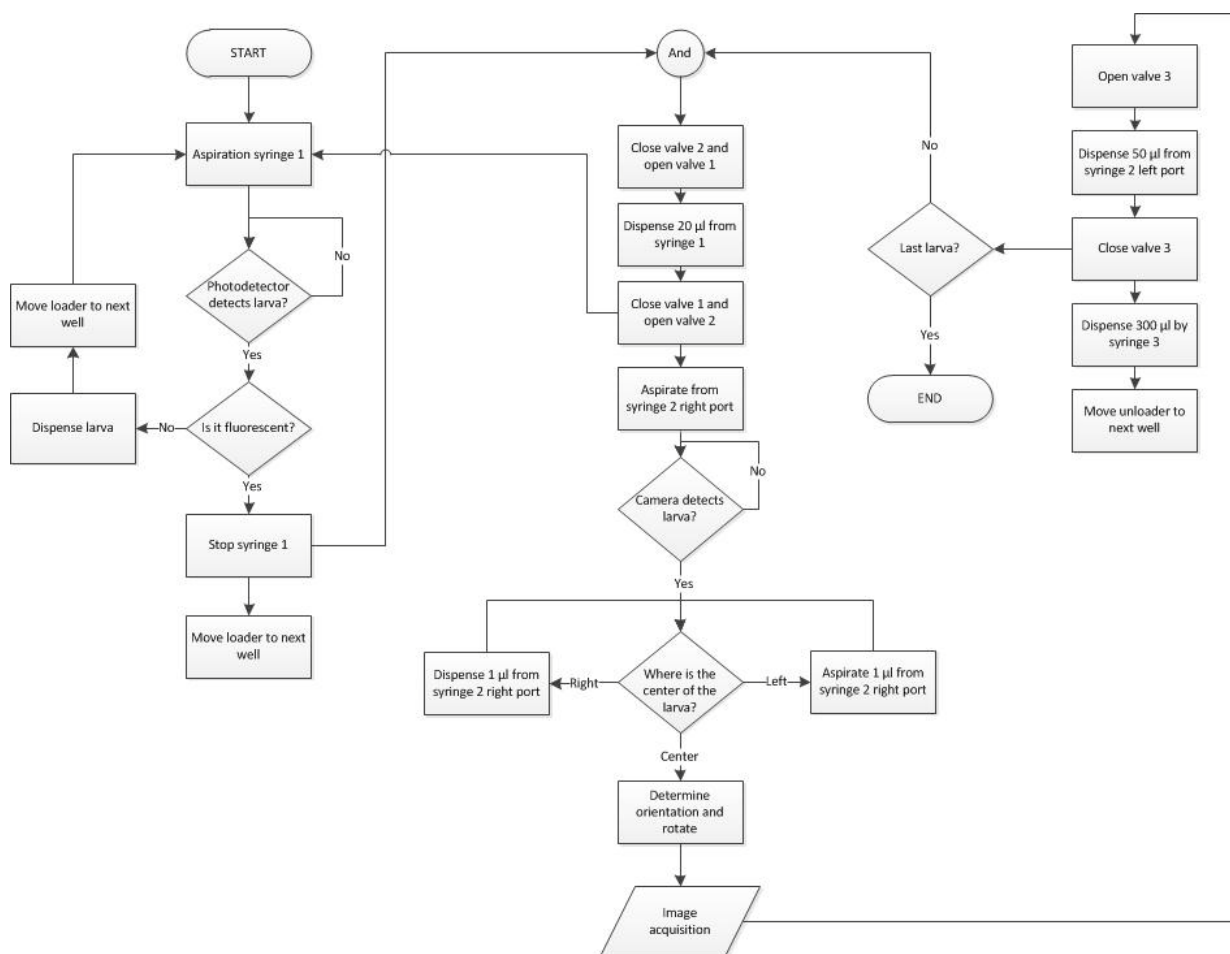 START
Aspiration syringe 1
No
Photodetector
detects larva?
Move loader to next
well
Yes
Is it fluorescent?
No
Dispense larva
Yes
Stop syringe 1
Move loader to next
well
And
Close valve 2 and
open valve 1
Dispense 20 µl from
syringe 1
Close valve 1 and
open valve 2
Aspirate from
syringe 2 right port
No
Camera detects
larva?
Yes
Where is the
center of the
larva?
Right
Dispense 1 µl from
syringe 2 right port
Left
Aspirate 1 µl from
syringe 2 right port
Center
Determine
orientation and
rotate
Image
acquisition
Open valve 3
Dispense 50 µl from
syringe 2 left port
Close valve 3
Dispense 300 µl by
syringe 3
Move unloader to
next well
No
Last larva?
Yes
END